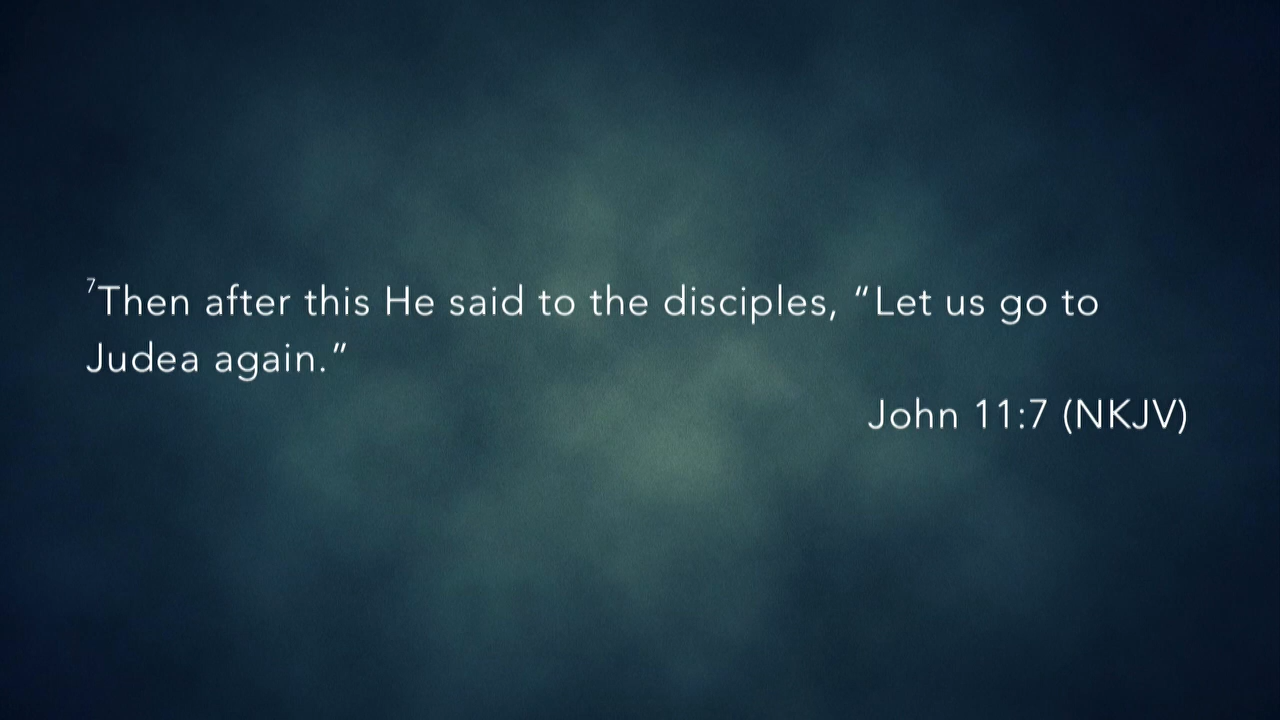 ⁷Then after this He said to the disciples, “Let us go to
Judea again.”
John 11:7 (NKJV)